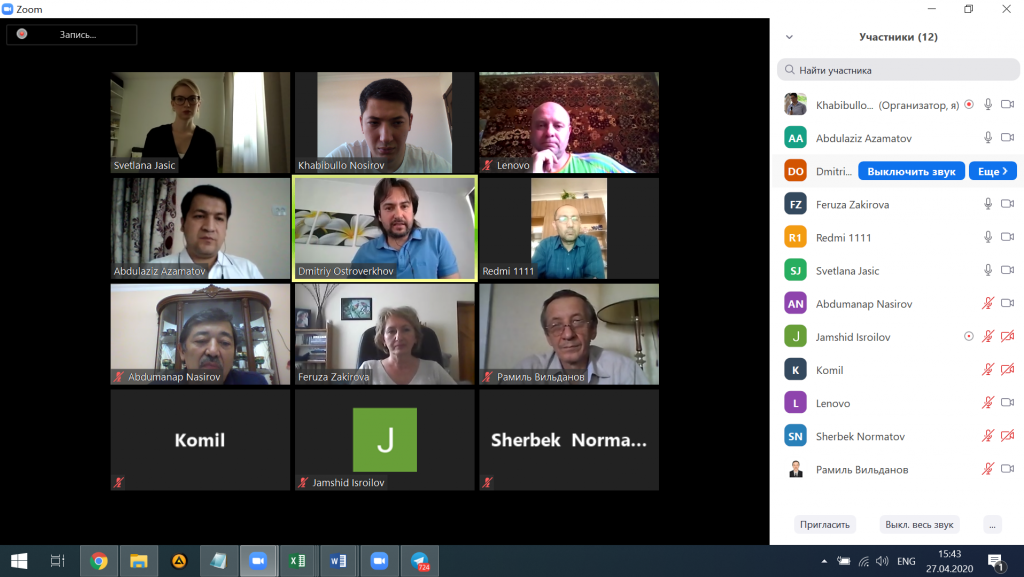 Zoom
Запись...
Участники (12)
Найти участника
Khabibullo... (Организатор, я)
Abdulaziz Azamatov
Dmitri...
Выключить звук
Еще
Feruza Zakirova
Redmi 1111
Svetlana Jasic
Abdumanap Nasirov
Jamshid Isroilov
Komil
Lenovo
Sherbek Normatov
Рамиль Вильданов
AA
DO
FZ
R1
SJ
AN
J
K
L
SN
Svetlana Jasic
Khabibullo Nosirov
Lenovo
Abdulaziz Azamatov
Dmitriy Ostroverkhov
Redmi 1111
Abdumanap Nasirov
Feruza Zakirova
Рамиль Вильданов
Komil
J
Jamshid Isroilov
Sherbek Norma...
Пригласить
Выкл. весь звук
...
724
ENG
15:43
27.04.2020
1